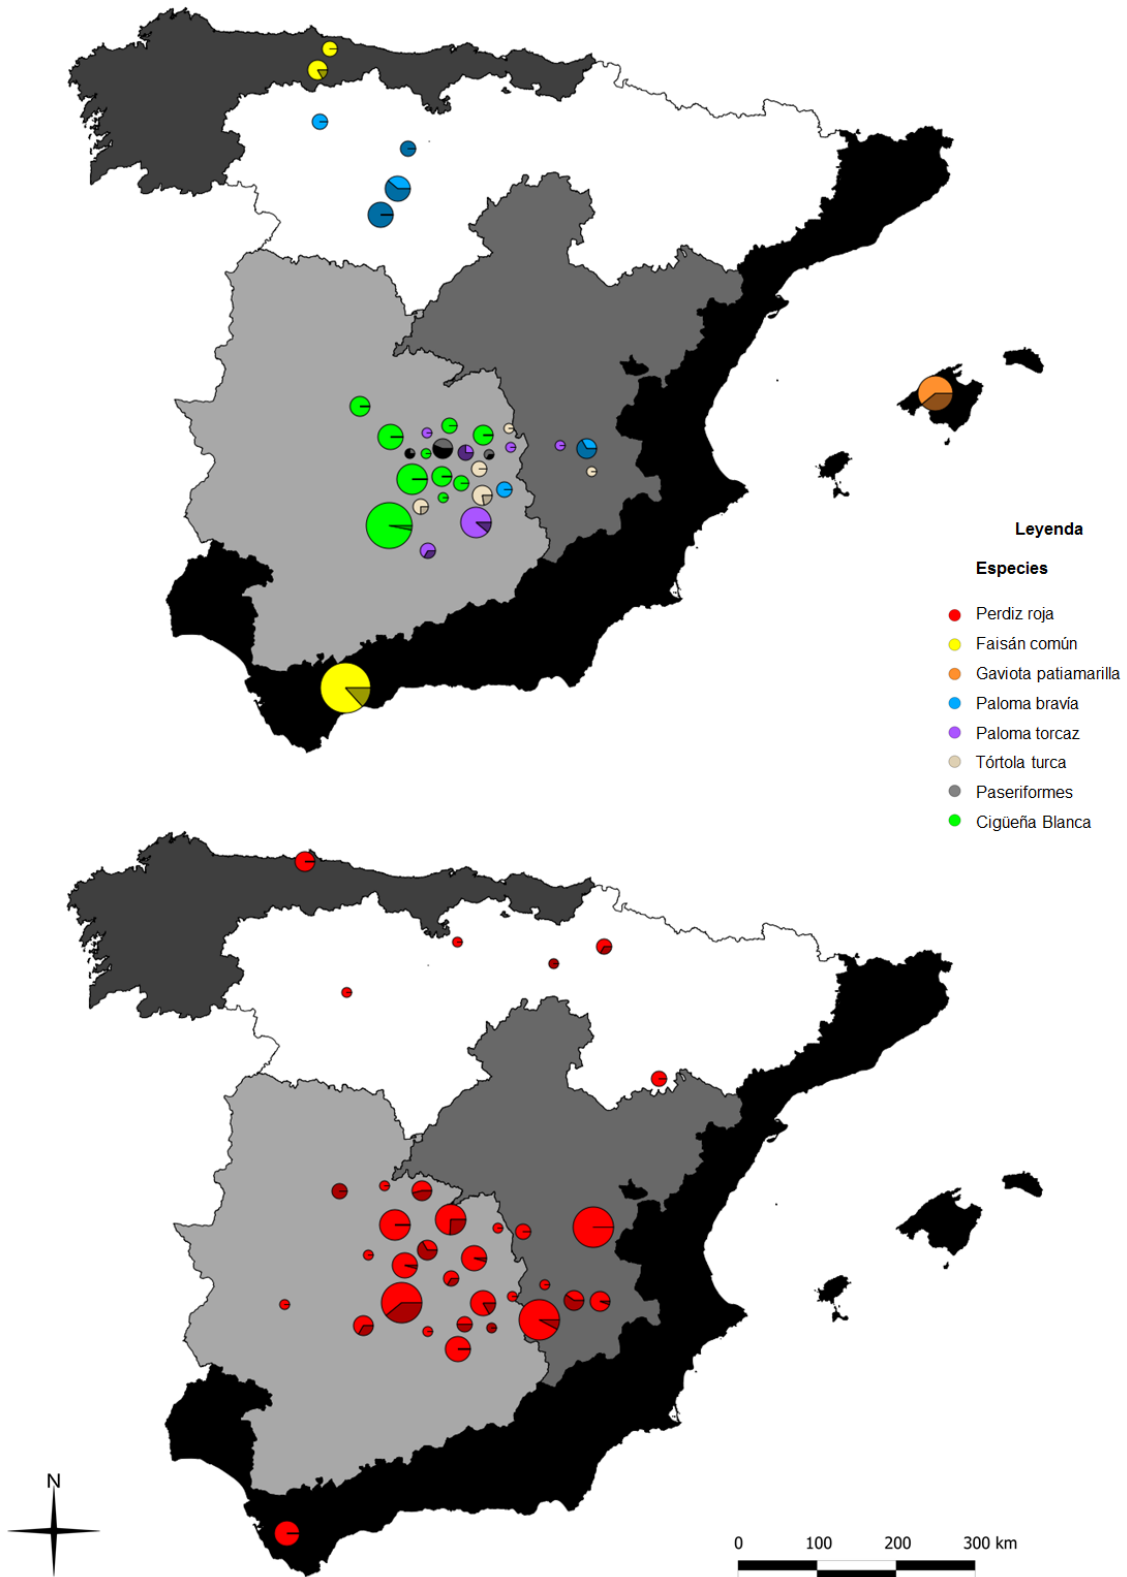 Leyenda
Especies
Perdiz roja
Faisán común
Gaviota patiamarilla
Paloma bravía
Paloma torcaz
Tórtola turca
Paseriformes
Cigüeña Blanca
N
0 100 200 300 km